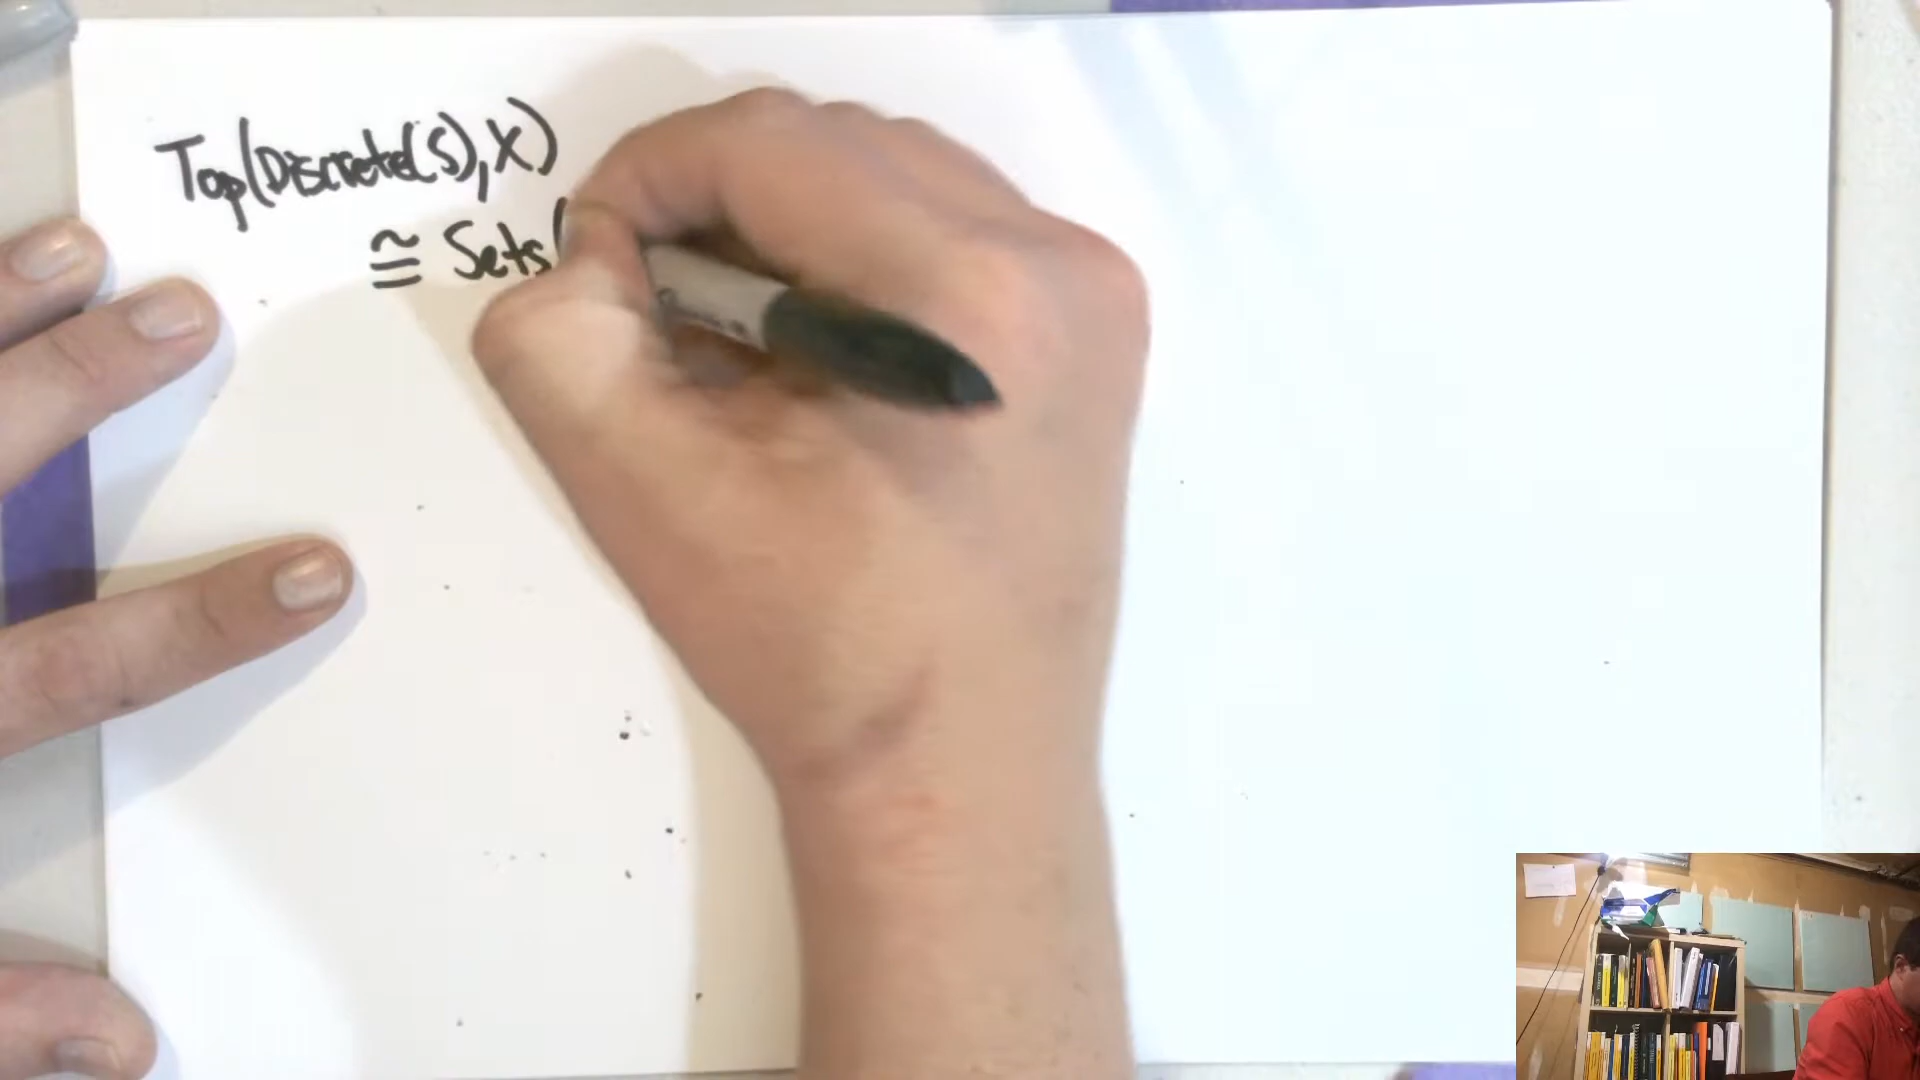 Top(Discrete(S),X)
≅ Sets(